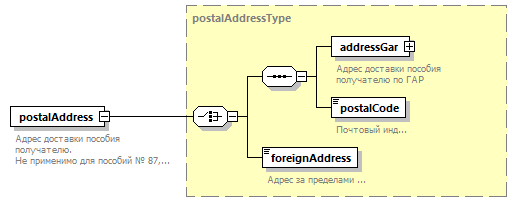 postalAddressType
addressGar
Адрес доставки пособия
получателю по ГАР
postalAddress
postalCode
Адрес доставки пособия
получателю.
Не применимо для пособий № 87,...
Почтовый инд...
foreignAddress
Адрес за пределами ...